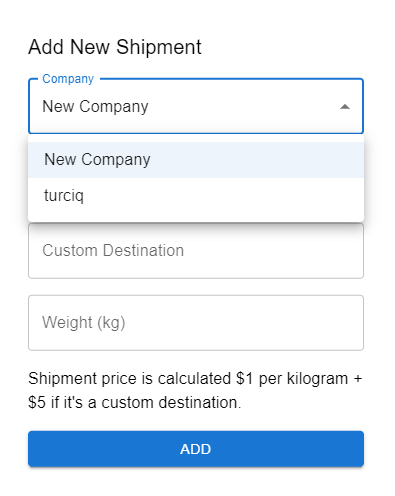 Add New Shipment
Company
New Company
New Company
turciq
Custom Destination
Weight (kg)
Shipment price is calculated $1 per kilogram +
$5 if it's a custom destination.
ADD